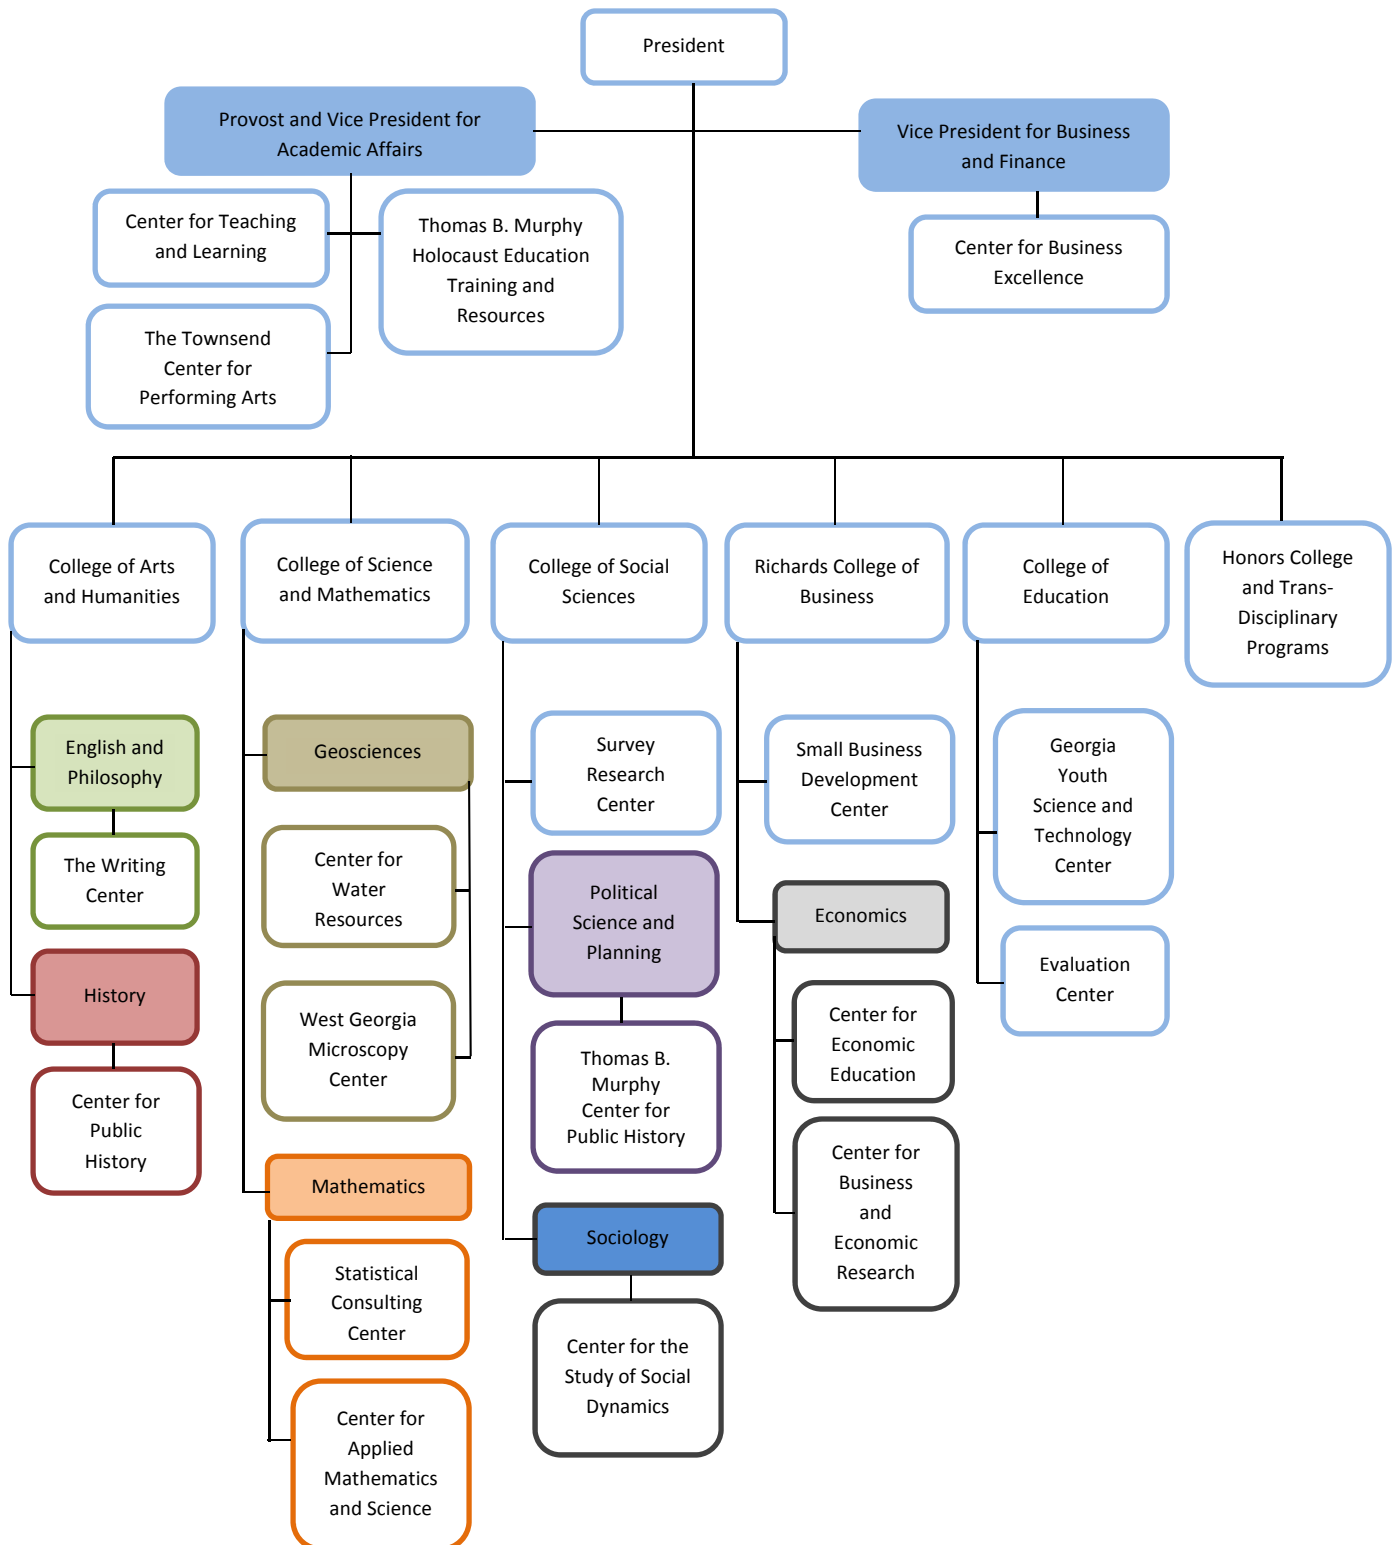 President
Provost and Vice President for
Academic Affairs
Vice President for Business
and Finance
Center for Teaching
and Learning
Thomas B. Murphy
Holocaust Education
Training and
Resources
Center for Business
Excellence
The Townsend
Center for
Performing Arts
College of Arts
and Humanities
College of Science
and Mathematics
College of Social
Sciences
Richards College of
Business
College of
Education
Honors College
and Trans-
Disciplinary
Programs
English and
Philosophy
The Writing
Center
History
Center for
Public
History
Geosciences
Center for
Water
Resources
West Georgia
Microscopy
Center
Mathematics
Statistical
Consulting
Center
Center for
Applied
Mathematics
and Science
Survey
Research
Center
Political
Science and
Planning
Thomas B.
Murphy
Center for
Public History
Sociology
Center for the
Study of Social
Dynamics
Small Business
Development
Center
Economics
Center for
Economic
Education
Center for
Business
and
Economic
Research
Georgia
Youth
Science and
Technology
Center
Evaluation
Center